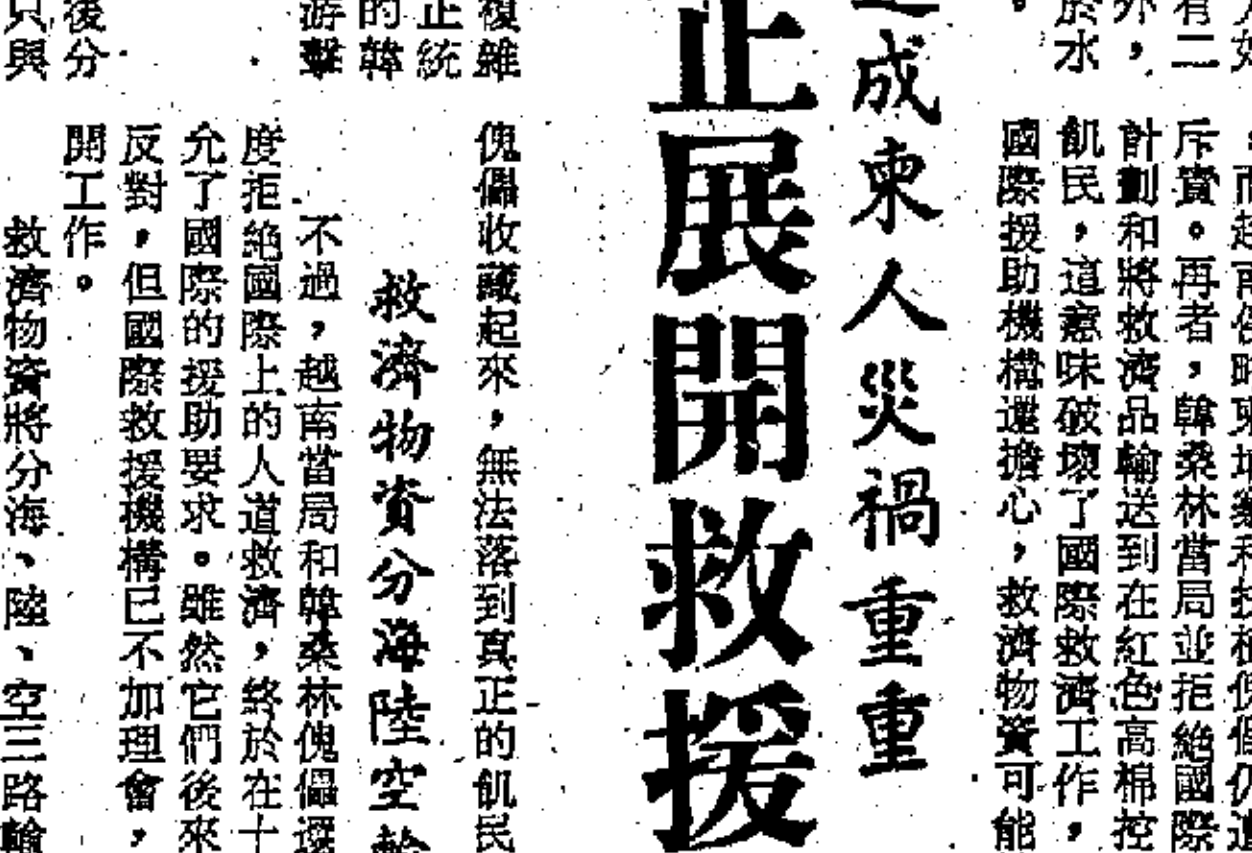 有二
外，
於水
斥責。再者，韓桑林當局並拒絕國際
計劃和將救濟品輸送到在紅色高棉控
飢民，這意味破壞了國際救濟工作，
國際援助機構還擔心，救濟物資可能
成柬人災禍重重
正展開救援
複雜
正統
的韓
游擊
傀儡收藏起來，無法落到真正的飢民
救濟物資分海陸空輸
不過，越南當局和韓桑林傀儡還
度拒絕國際上的人道救濟，終於在十
允了國際的援助要求。雖然它們後來
反對，但國際救援機構已不加理會，
開工作。
後分
只與
救濟物資將分海、陸、空三路輸